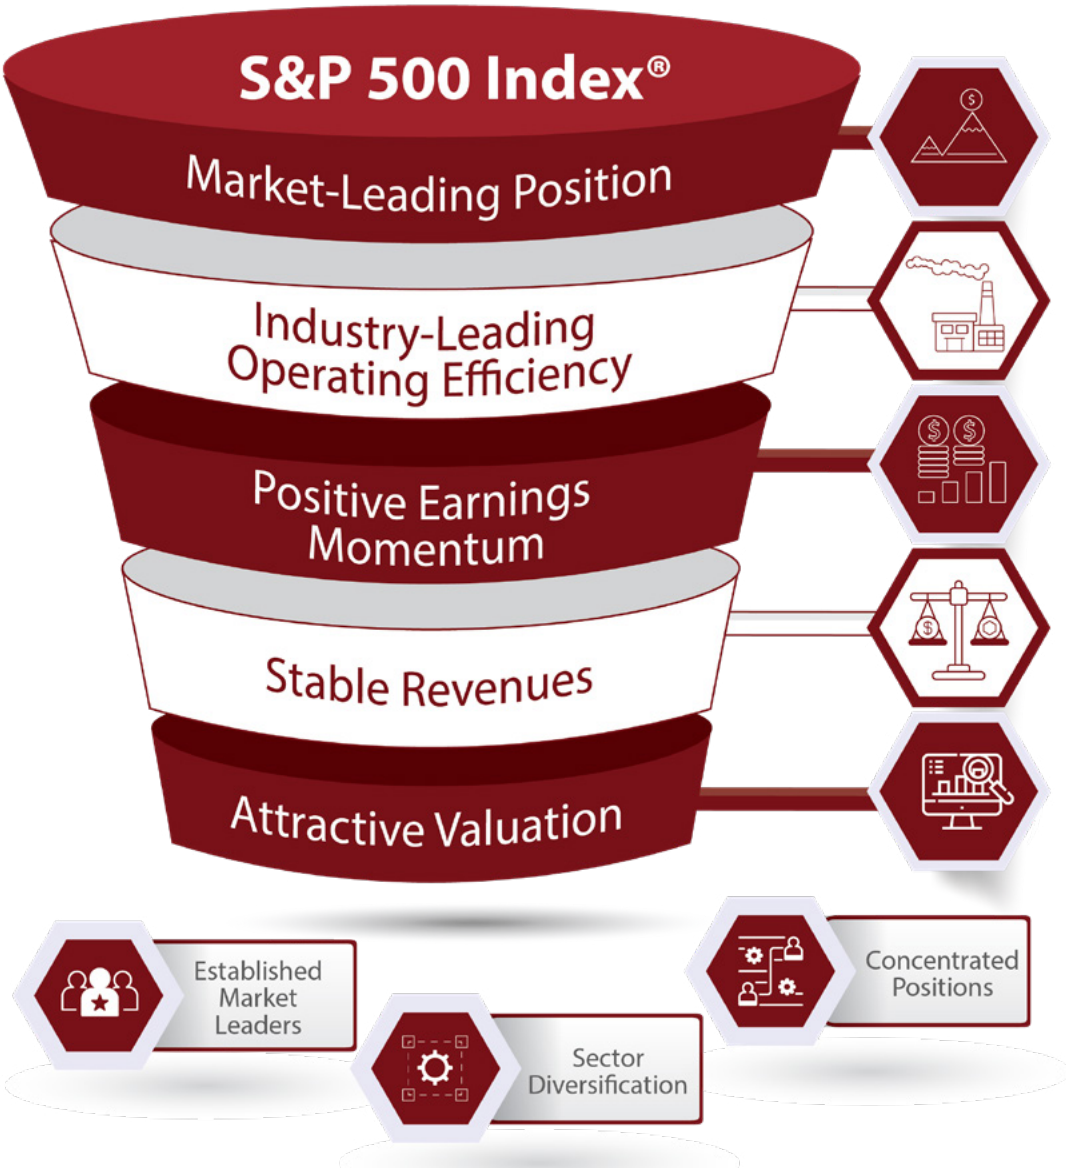 S&P 500 Index®
Market-Leading Position
Industry-Leading
Operating Efficiency
Positive Earnings
Momentum
Stable Revenues
Attractive Valuation
Established
Market
Leaders
Sector
Diversification
Concentrated
Positions